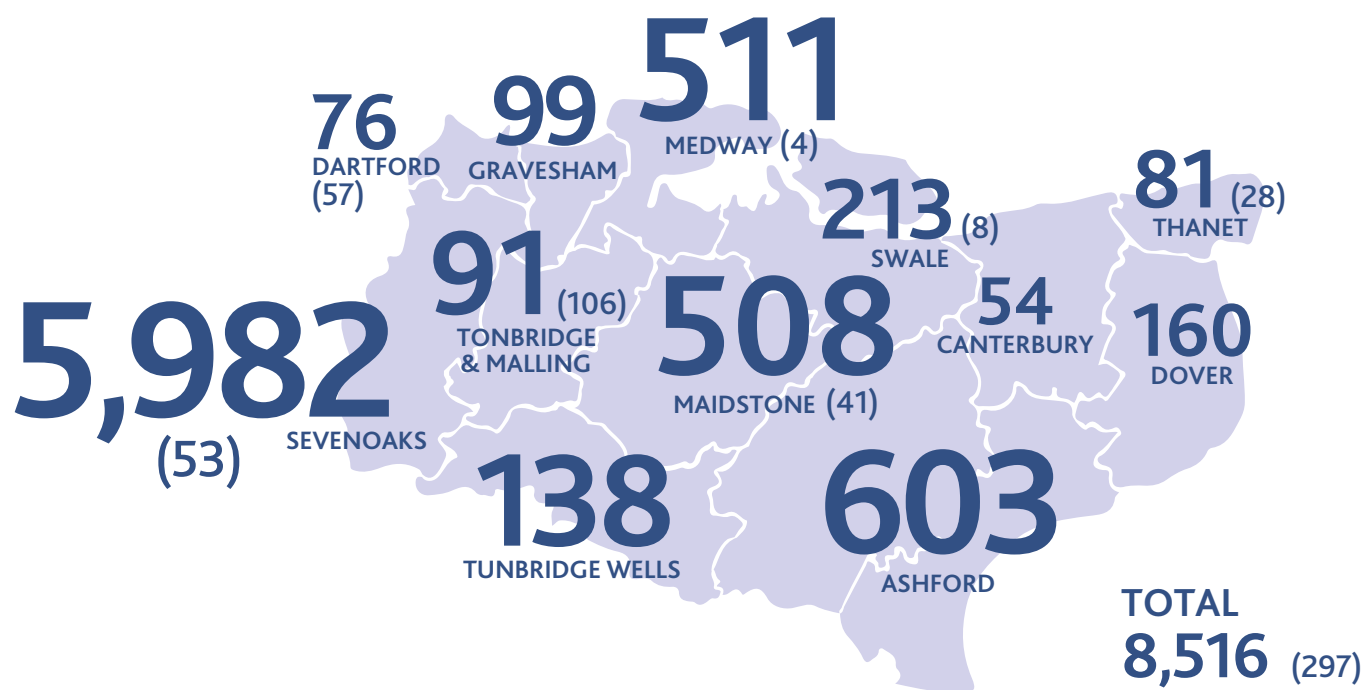 511
MEDWAY (4)
76
DARTFORD
(57)
99
GRAVESHAM
81 (28)
THANET
213 (8)
SWALE
91 (106)
TONBRIDGE
& MALLING
5,982
(53) SEVENOAKS
508
MAIDSTONE (41)
54
CANTERBURY
160
DOVER
138
TUNBRIDGE WELLS
603
ASHFORD
TOTAL
8,516 (297)